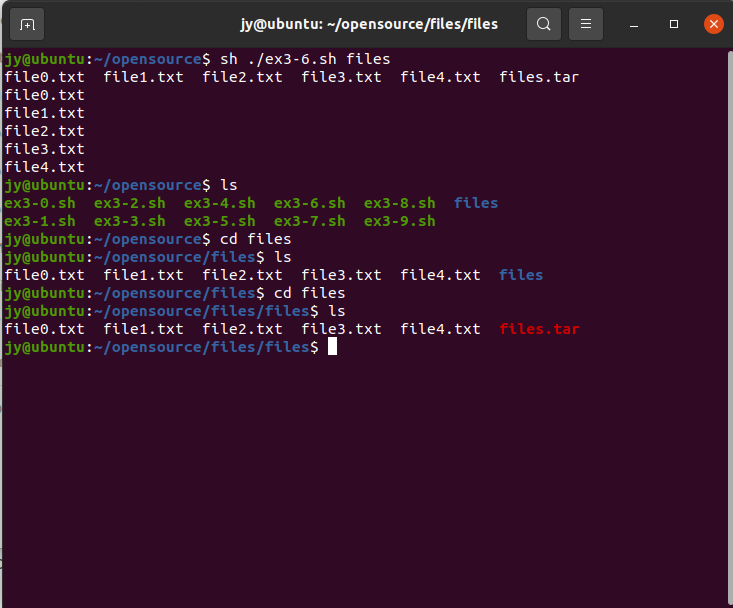 jy@ubuntu: ~/opensource/files/files
jy@ubuntu:~/opensource$ sh ./ex3-6.sh files
file0.txt  file1.txt  file2.txt  file3.txt  file4.txt  files.tar
file0.txt
file1.txt
file2.txt
file3.txt
file4.txt
jy@ubuntu:~/opensource$ ls
ex3-0.sh  ex3-2.sh  ex3-4.sh  ex3-6.sh  ex3-8.sh  files
ex3-1.sh  ex3-3.sh  ex3-5.sh  ex3-7.sh  ex3-9.sh
jy@ubuntu:~/opensource$ cd files
jy@ubuntu:~/opensource/files$ ls
file0.txt  file1.txt  file2.txt  file3.txt  file4.txt  files
jy@ubuntu:~/opensource/files$ cd files
jy@ubuntu:~/opensource/files/files$ ls
file0.txt  file1.txt  file2.txt  file3.txt  file4.txt  files.tar
jy@ubuntu:~/opensource/files/files$